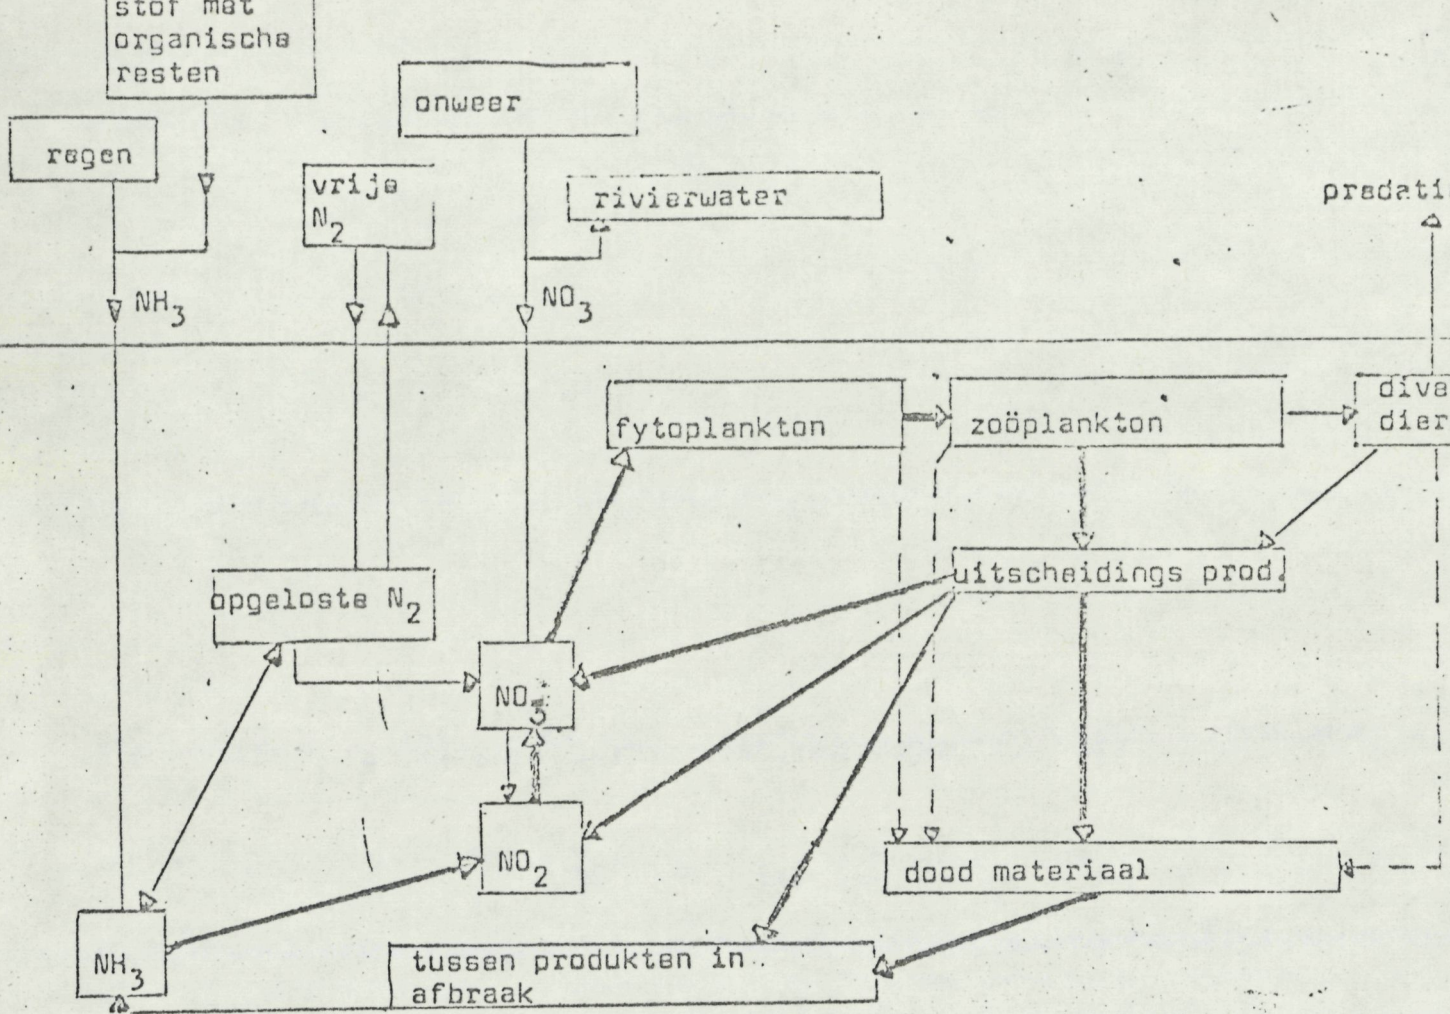 stof met
organische
resten
onweer
regen
vrije
N2
rivierwater
predati
NH3
NO3
fytoplankton
zoöplankton
dive
dier
uitscheidings prod.
opgeloste N2
NO3
NO2
dood materiaal
NH3
tussen produkten in
afbraak